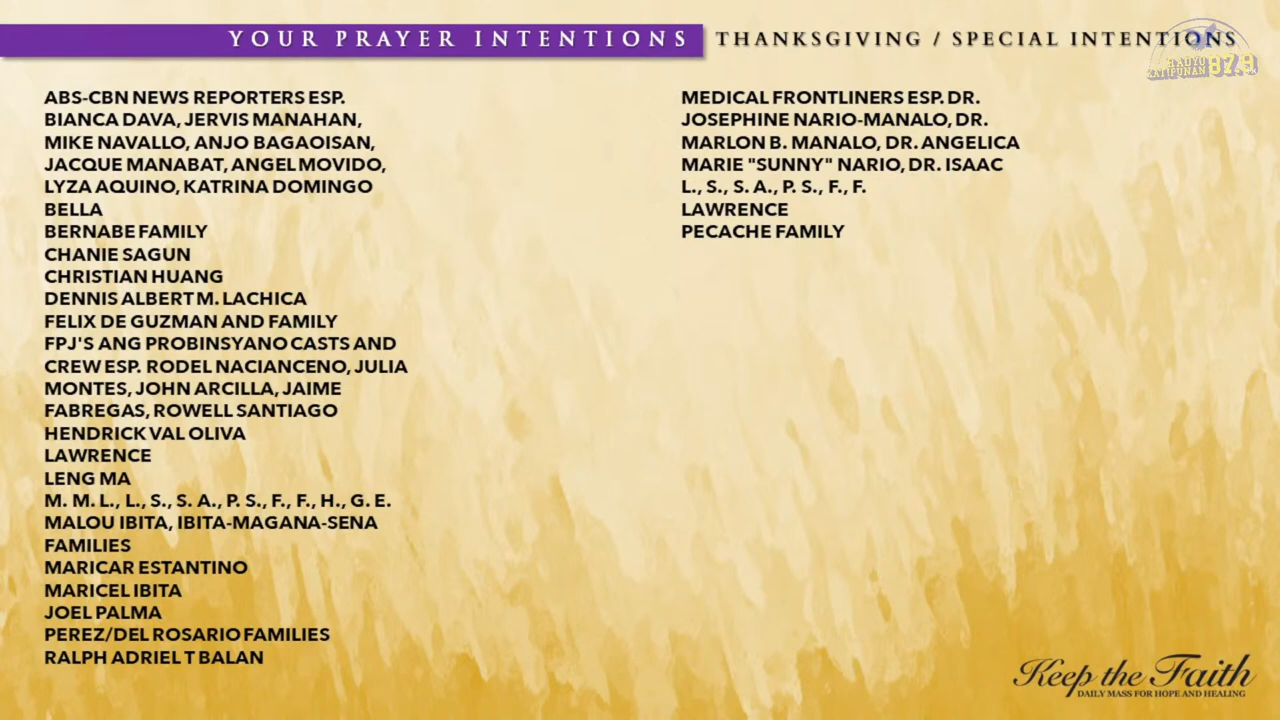 YOUR PRAYER INTENTIONS
THANKSGIVING / SPECIAL INTENTIONS
RADYO
KATIPUNAN 87.9
ABS-CBN NEWS REPORTERS ESP.
BIANCA DAVA, JERVIS MANAHAN,
MIKE NAVALLO, ANJO BAGAOISAN,
JACQUE MANABAT, ANGEL MOVIDO,
LYZA AQUINO, KATRINA DOMINGO
BELLA
BERNABE FAMILY
CHANIE SAGUN
CHRISTIAN HUANG
DENNIS ALBERT M. LACHICA
FELIX DE GUZMAN AND FAMILY
FPJ'S ANG PROBINSYANO CASTS AND
CREW ESP. RODEL NACIANCENO, JULIA
MONTES, JOHN ARCILLA, JAIME
FABREGAS, ROWELL SANTIAGO
HENDRICK VAL OLIVA
LAWRENCE
LENG MA
M. M. L., L., S., S. A., P. S., F., F., H., G. E.
MALOU IBITA, IBITA-MAGANA-SENA
FAMILIES
MARICAR ESTANTINO
MARICEL IBITA
JOEL PALMA
PEREZ/DEL ROSARIO FAMILIES
RALPH ADRIEL T BALAN
MEDICAL FRONTLINERS ESP. DR.
JOSEPHINE NARIO-MANALO, DR.
MARLON B. MANALO, DR. ANGELICA
MARIE "SUNNY" NARIO, DR. ISAAC
L., S., S. A., P. S., F., F.
LAWRENCE
PECACHE FAMILY
Keep the Faith
DAILY MASS FOR HOPE AND HEALING